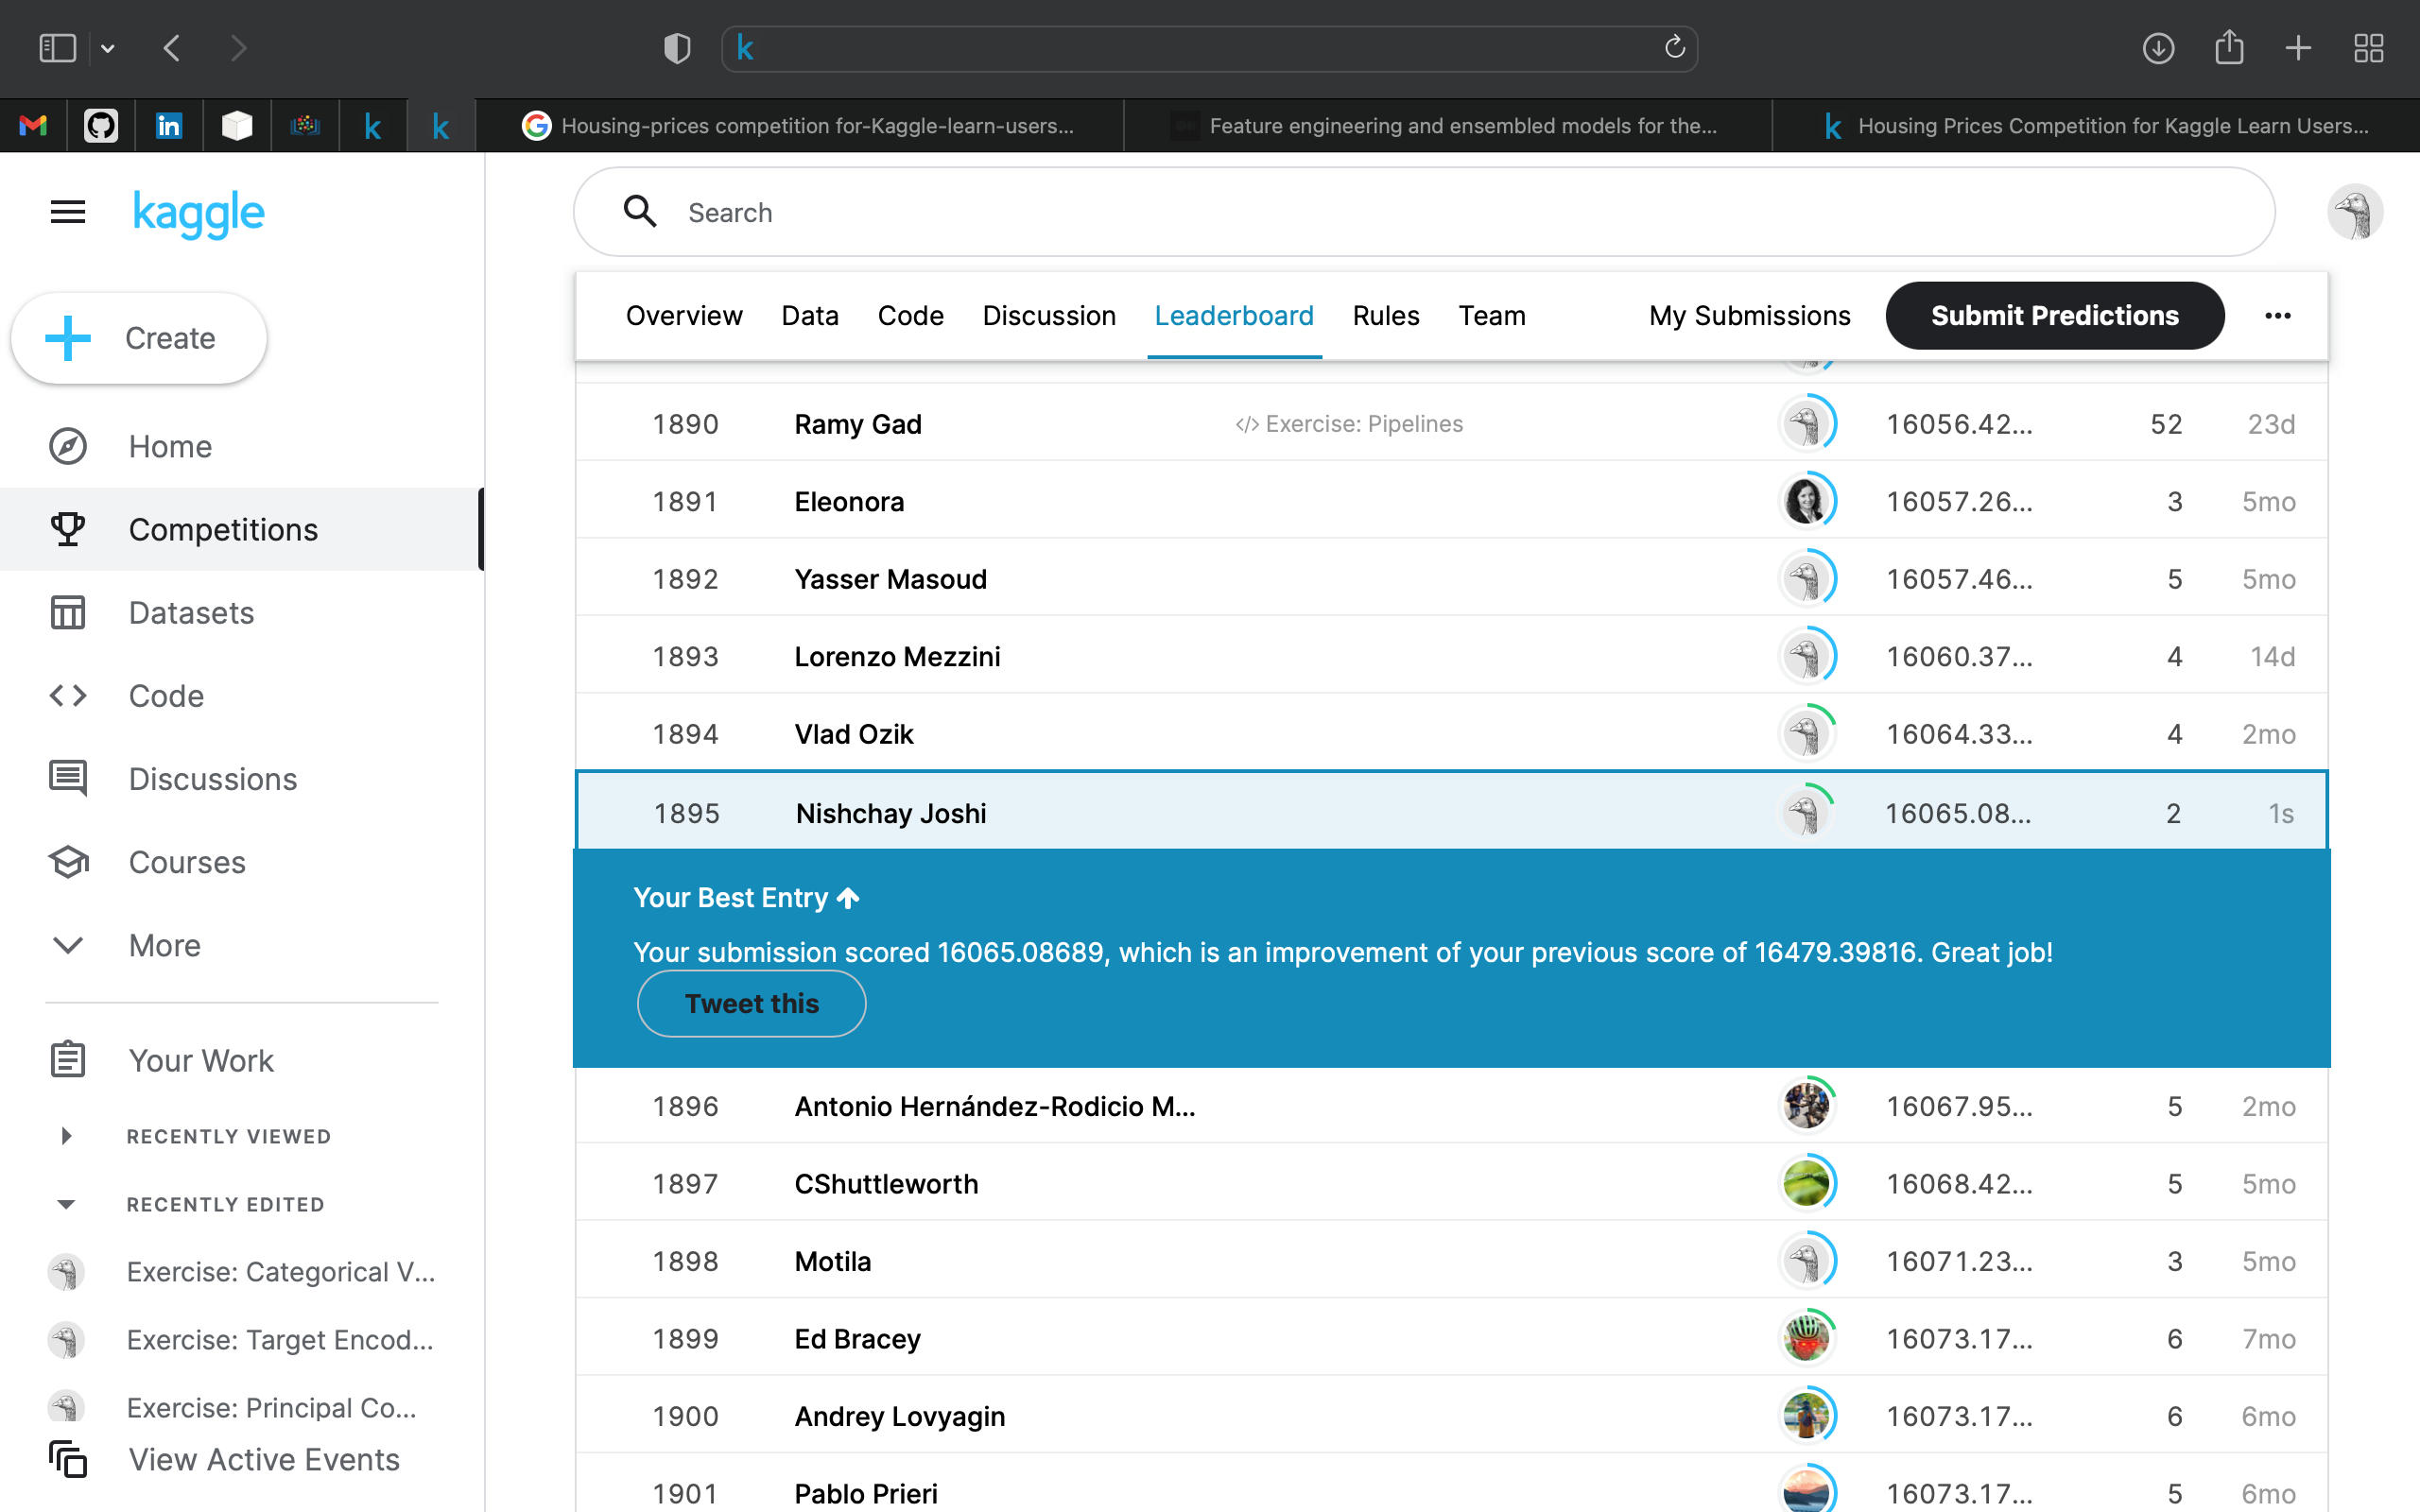 k
in
k
k
Housing-prices competition for-Kaggle-learn-users...
Feature engineering and ensembled models for the...
k
Housing Prices Competition for Kaggle Learn Users...
kaggle
Search
Create
Home
Competitions
Datasets
Code
Discussions
Courses
More
Your Work
RECENTLY VIEWED
RECENTLY EDITED
Exercise: Categorical V...
Exercise: Target Encod...
Exercise: Principal Co...
View Active Events
Overview Data Code Discussion Leaderboard Rules Team My Submissions Submit Predictions
1890 Ramy Gad </> Exercise: Pipelines 16056.42... 52 23d
1891 Eleonora 16057.26... 3 5mo
1892 Yasser Masoud 16057.46... 5 5mo
1893 Lorenzo Mezzini 16060.37... 4 14d
1894 Vlad Ozik 16064.33... 4 2mo
1895 Nishchay Joshi 16065.08... 2 1s
Your Best Entry
Your submission scored 16065.08689, which is an improvement of your previous score of 16479.39816. Great job!
Tweet this
1896 Antonio Hernández-Rodicio M... 16067.95... 5 2mo
1897 CShuttleworth 16068.42... 5 5mo
1898 Motila 16071.23... 3 5mo
1899 Ed Bracey 16073.17... 6 7mo
1900 Andrey Lovyagin 16073.17... 6 6mo
1901 Pablo Prieri 16073.17... 5 6mo